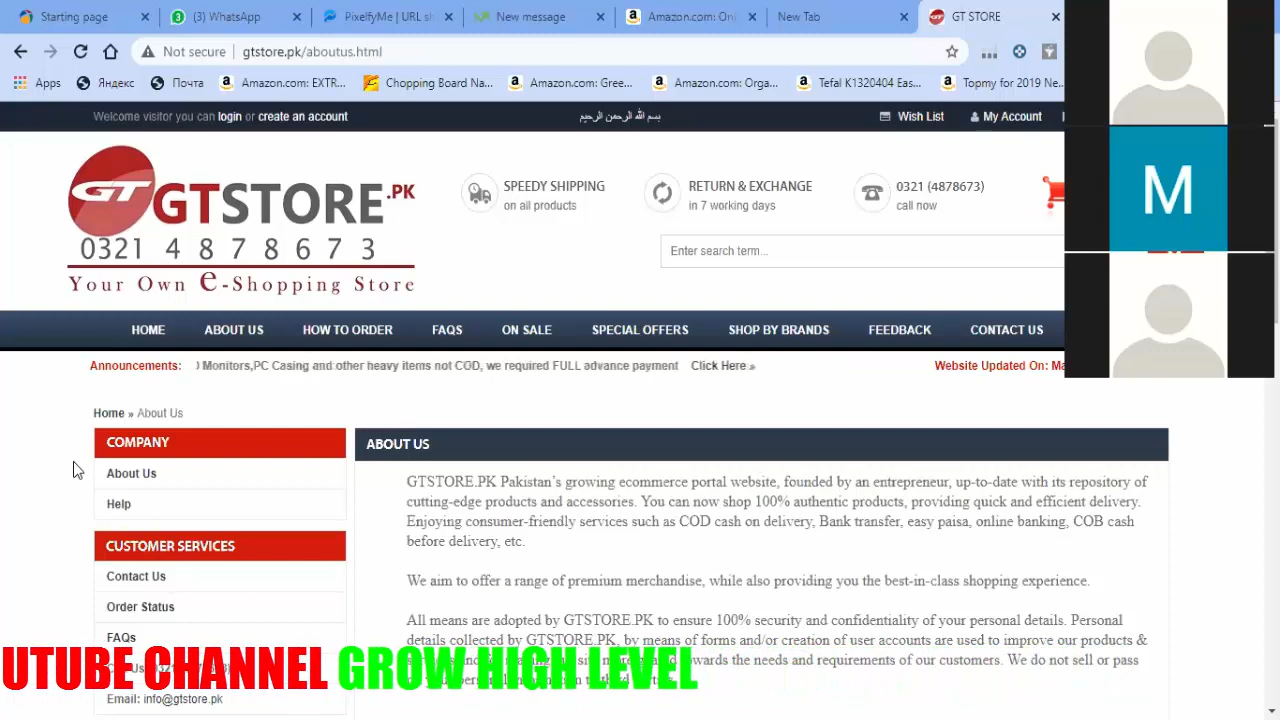 Starting page
(3) WhatsApp
PixelfyMe | URL sh
New message
Amazon.com: Onl
New Tab
GT STORE
Not secure | gtstore.pk/aboutus.html
Apps
Яндекс
Почта
Amazon.com: EXTR...
Chopping Board Na...
Amazon.com: Gree...
Amazon.com: Orga...
Tefal K1320404 Eas...
Topmy for 2019 Ne...
Welcome visitor you can login or create an account
بسم الله الرحمن الرحيم
Wish List
My Account
GT GTSTORE.PK
0321 4878673
Your Own e-Shopping Store
SPEEDY SHIPPING
on all products
RETURN & EXCHANGE
in 7 working days
0321 (4878673)
call now
Enter search term...
M
HOME
ABOUT US
HOW TO ORDER
FAQS
ON SALE
SPECIAL OFFERS
SHOP BY BRANDS
FEEDBACK
CONTACT US
Announcements:
Monitors,PC Casing and other heavy items not COD, we required FULL advance payment
Click Here »
Website Updated On:
Home » About Us
COMPANY
About Us
Help
CUSTOMER SERVICES
Contact Us
Order Status
FAQs
Email: info@gtstore.pk
ABOUT US
GTSTORE.PK Pakistan’s growing ecommerce portal website, founded by an entrepreneur, up-to-date with its repository of
cutting-edge products and accessories. You can now shop 100% authentic products, providing quick and efficient delivery.
Enjoying consumer-friendly services such as COD cash on delivery, Bank transfer, easy paisa, online banking, COB cash
before delivery, etc.
We aim to offer a range of premium merchandise, while also providing you the best-in-class shopping experience.
All means are adopted by GTSTORE.PK to ensure 100% security and confidentiality of your personal details. Personal
details collected by GTSTORE.PK, by means of forms and/or creation of user accounts are used to improve our products &
towards the needs and requirements of our customers. We do not sell or pass
UTUBE CHANNEL GROW HIGH LEVEL